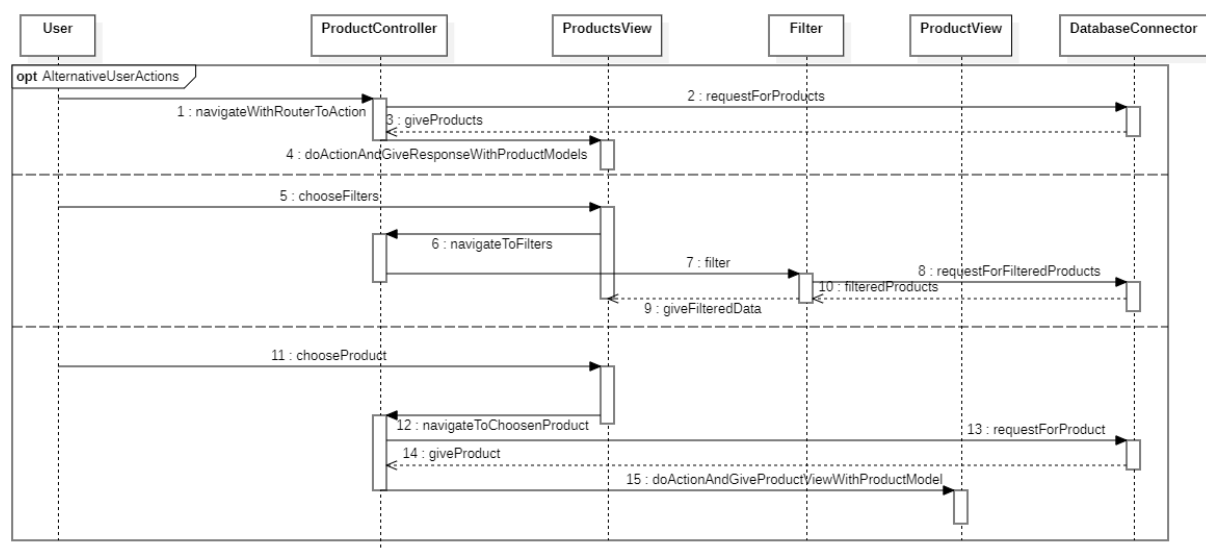 User
ProductController
ProductsView
Filter
ProductView
DatabaseConnector
opt AlternativeUserActions
1 : navigateWithRouterToAction
2 : requestForProducts
3 : giveProducts
4 : doActionAndGiveResponseWithProductModels
5 : chooseFilters
6 : navigateToFilters
7 : filter
8 : requestForFilteredProducts
10 : filteredProducts
9 : giveFilteredData
11 : chooseProduct
12 : navigateToChoosenProduct
13 : requestForProduct
14 : giveProduct
15 : doActionAndGiveProductViewWithProductModel